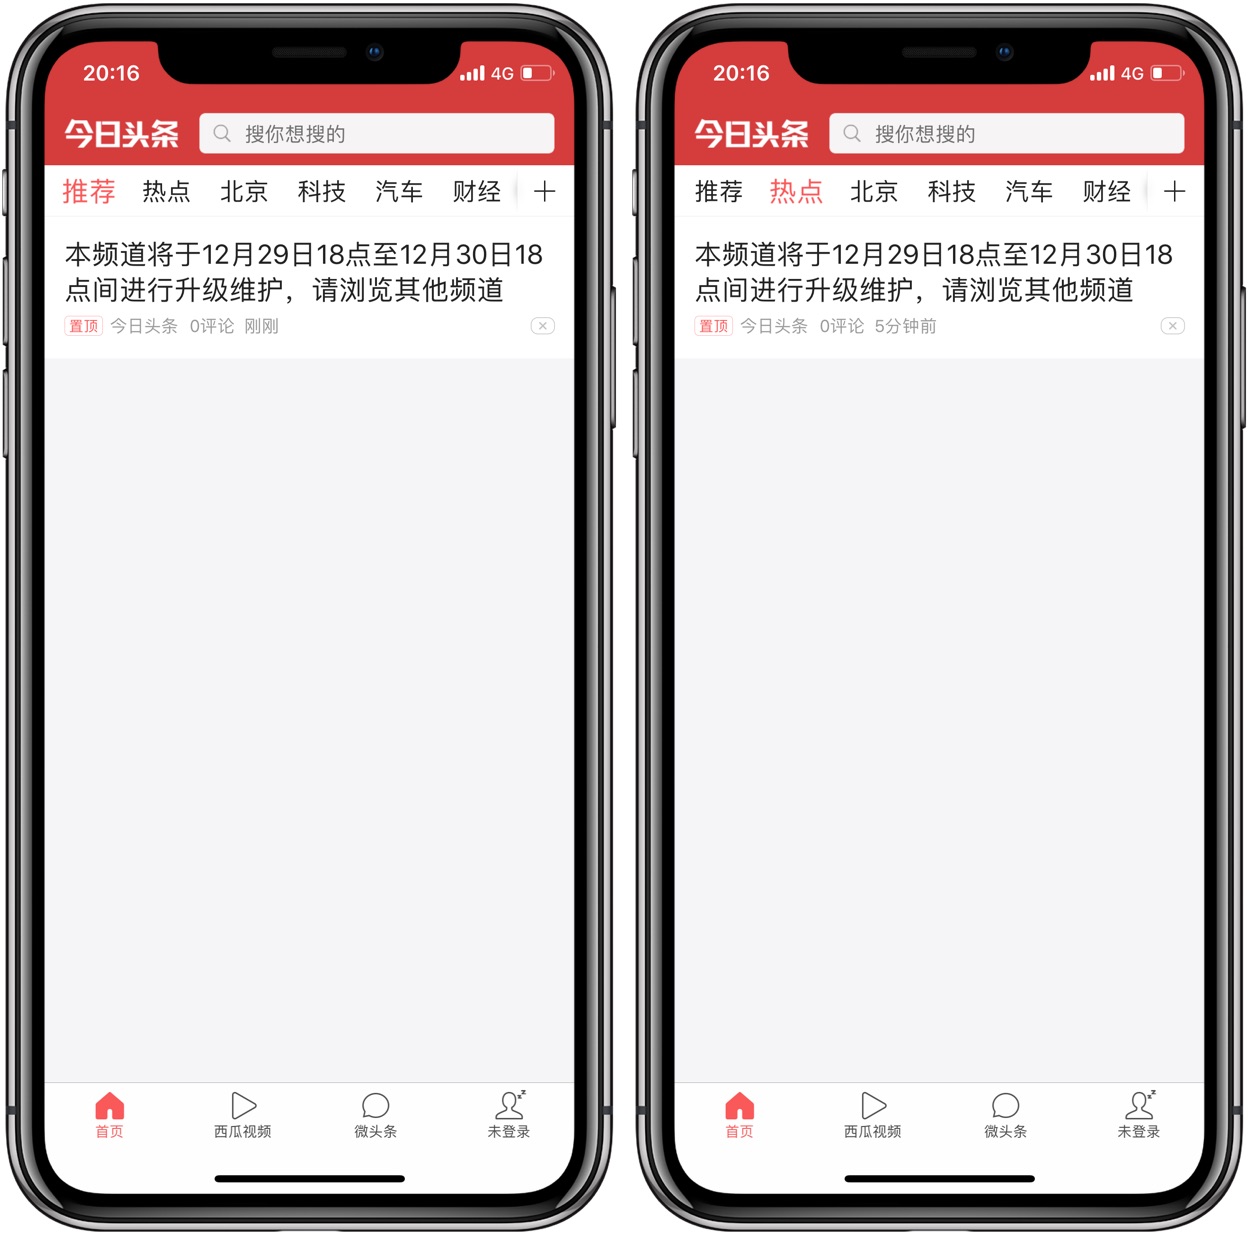 20:16
4G
今日头条
搜你想搜的
推荐 热点 北京 科技 汽车 财经
本频道将于12月29日18点至12月30日18
点间进行升级维护，请浏览其他频道
置顶 今日头条 0评论 刚刚
首页 西瓜视频 微头条 未登录
20:16
4G
今日头条
搜你想搜的
推荐 热点 北京 科技 汽车 财经
本频道将于12月29日18点至12月30日18
点间进行升级维护，请浏览其他频道
置顶 今日头条 0评论 5分钟前
首页 西瓜视频 微头条 未登录